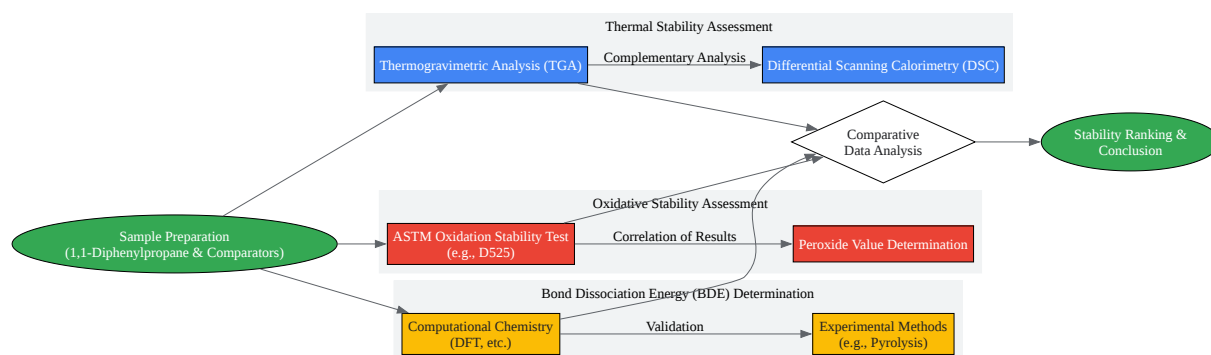 Thermal Stability Assessment
Thermogravimetric Analysis (TGA)
Complementary Analysis
Differential Scanning Calorimetry (DSC)
Comparative
Data Analysis
Stability Ranking &
Conclusion
Sample Preparation
(1,1-Diphenylpropane & Comparators)
Oxidative Stability Assessment
ASTM Oxidation Stability Test
(e.g., D525)
Correlation of Results
Peroxide Value Determination
Bond Dissociation Energy (BDE) Determination
Computational Chemistry
(DFT, etc.)
Validation
Experimental Methods
(e.g., Pyrolysis)